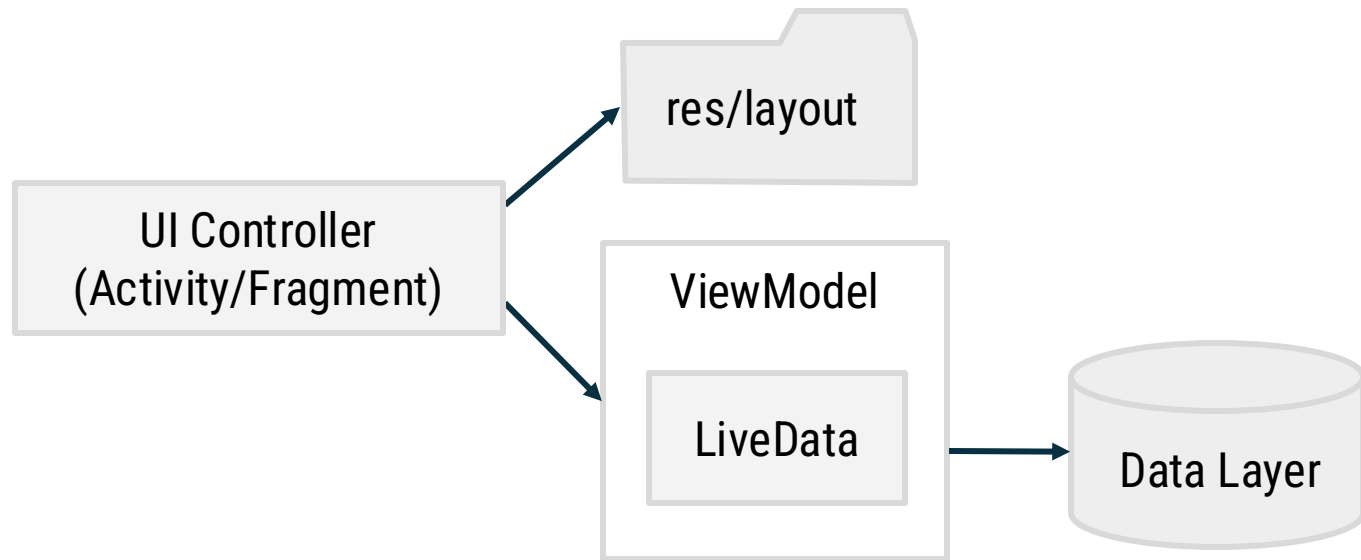 res/layout
UI Controller
(Activity/Fragment)
ViewModel
LiveData
Data Layer